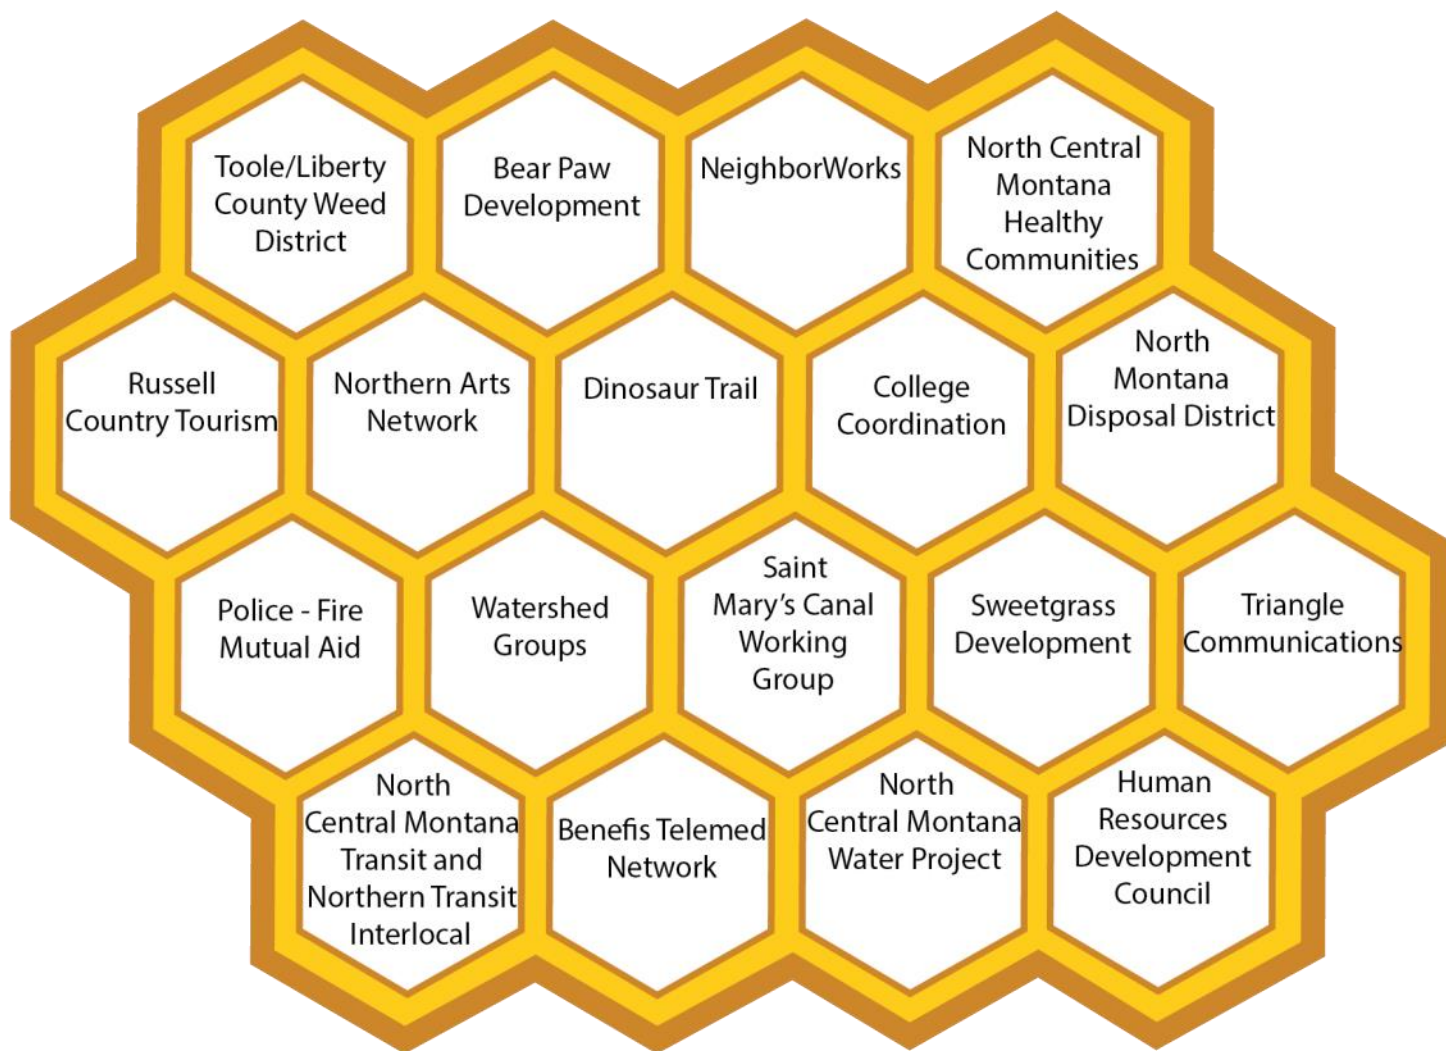 Toole/Liberty
County Weed
District
Bear Paw
Development
NeighborWorks
North Central
Montana
Healthy
Communities
Russell
Country Tourism
Northern Arts
Network
Dinosaur Trail
College
Coordination
North
Montana
Disposal District
Police - Fire
Mutual Aid
Watershed
Groups
Saint
Mary’s Canal
Working
Group
Sweetgrass
Development
Triangle
Communications
North
Central Montana
Transit and
Northern Transit
Interlocal
Benefis Telemed
Network
North
Central Montana
Water Project
Human
Resources
Development
Council